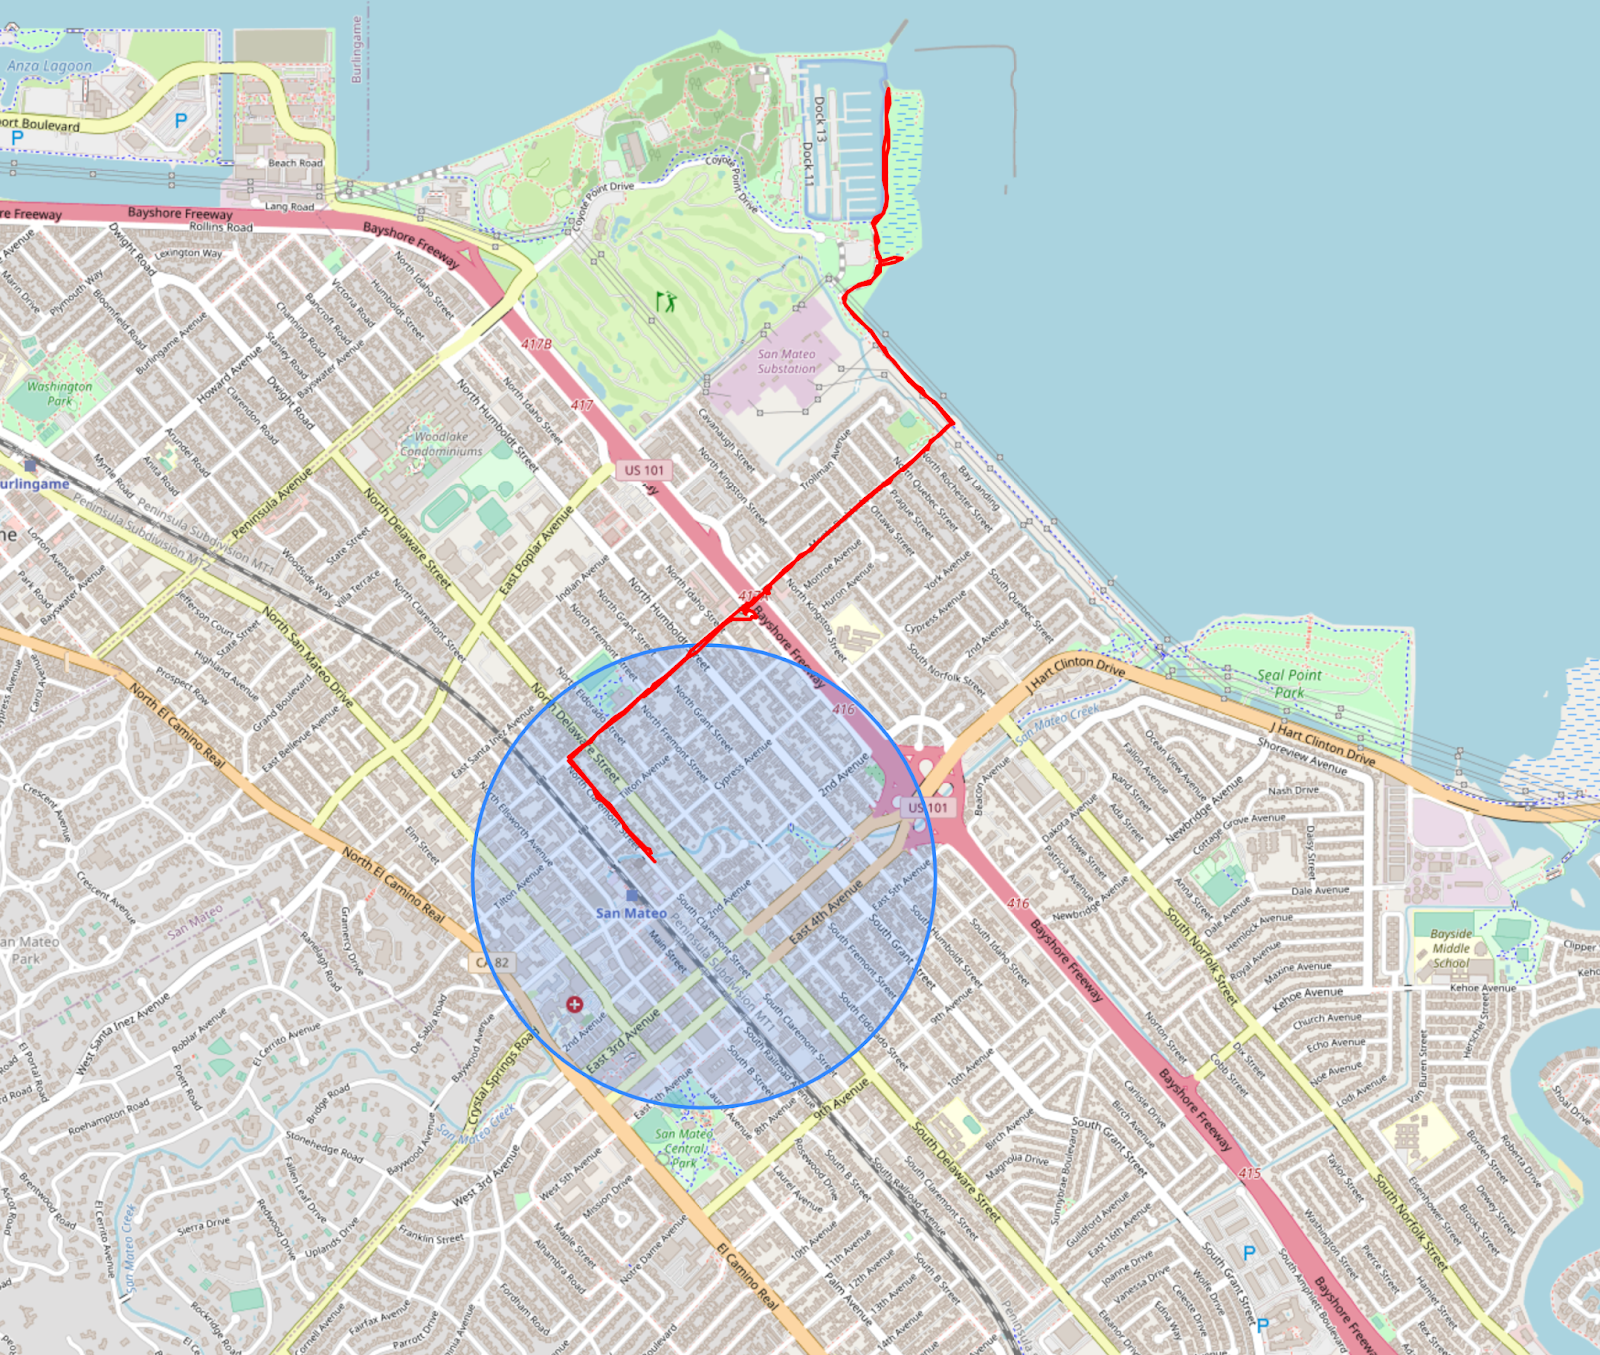 Anza Lagoon
Burlingame
Dock 13
Dock 11
ort Boulevard
P
P
Beach Road
Lang Road
Coyote Point Drive
Coyote Point Drive
re Freeway
Bayshore Freeway
Rollins Road
Bayshore Freeway
Lexington Way
Dwight Road
Plymouth Way
Marin Drive
Bloomfield Road
Burlingame Avenue
Victoria Road
Bancroft Road
Channing Road
Stanley Road
Humboldt Street
North Idaho Street
Bayswater Avenue
Howard Avenue
Clarendon Road
Dwight Road
417B
417
San Mateo
Substation
Washington
Park
Arundel Road
Anita Road
Myrtle Road
urlingame
Woodlake
Condominiums
North Humboldt Street
North Idaho Street
US 101
Cavanaugh Street
North Kingston Street
Trollman Avenue
North Quebec Street
North Rochester Street
Bay Landing
Prague Street
Ottawa Street
Monroe Avenue
Huron Avenue
York Avenue
Cypress Avenue
2nd Avenue
South Quebec Street
North Kingston Street
South Norfolk Street
Peninsula Subdivision MT1
Peninsula Avenue
State Street
Woodside Way
Villa Terrace
North Delaware Street
North Claremont Street
East Poplar Avenue
Indian Avenue
North Grant Street
North Fremont Street
North Humboldt Street
North Idaho Street
417A
Bayshore Freeway
416
Lorton Avenue
Park Road
Bayswater Avenue
Jefferson Court
State Street
Highland Avenue
Prospect Row
Grand Boulevard
East Bellevue Avenue
North San Mateo Drive
North El Camino Real
East Santa Inez Avenue
North Delaware Street
North Eldorado Street
North Fremont Street
North Grant Street
Cypress Avenue
2nd Avenue
Tilton Avenue
North Claremont Street
North Ellsworth Avenue
Tilton Avenue
J Hart Clinton Drive
San Mateo Creek
Seal Point
Park
J Hart Clinton Drive
Shoreview Avenue
Ocean View Avenue
Fallon Avenue
Rand Street
Ada Street
Newbridge Avenue
Nash Drive
Cottage Grove Avenue
Daisy Street
Dale Avenue
Beacon Avenue
Dakota Avenue
Howe Street
Patricia Avenue
Anna Street
Dale Avenue
Newbridge Avenue
Hemlock Avenue
Royal Avenue
Maxine Avenue
Kehoe Avenue
Kehoe Avenue
South Norfolk Street
US 101
416
Bayshore Freeway
Bayside
Middle
School
Clipper
Crescent Avenue
Crescent Avenue
Elm Street
North El Camino Real
San Mateo
an Mateo
Park
Gramercy Drive
Ranelagh Road
De Sabla Road
CA 82
West Santa Inez Avenue
Roblar Avenue
El Cerrito Avenue
Poett Road
El Portal Road
Roehampton Road
Bridge Road
Stonehedge Road
Baywood Avenue
Baywood Avenue
Crystal Springs Road
San Mateo Creek
San Mateo
Main Street
Peninsula Subdivision MT1
2nd Avenue
South Claremont Street
East 4th Avenue
East 5th Avenue
South Fremont Street
South Grant Street
South Humboldt Street
South Idaho Street
2nd Avenue
East 3rd Avenue
South Claremont Street
South Railroad Avenue
South B Street
8th Avenue
9th Avenue
9th Avenue
10th Avenue
San Mateo
Central
Park
West 3rd Avenue
West 5th Avenue
Mission Drive
Maple Street
Notre Dame Avenue
Alhambra Road
El Camino Real
Laurel Avenue
Rosewood Drive
South B Street
South Railroad Avenue
South Claremont Street
South Delaware Street
10th Avenue
11th Avenue
12th Avenue
13th Avenue
14th Avenue
South B Street
Palm Avenue
Birch Avenue
Magnolia Drive
Sunnybrae Boulevard
Guildford Avenue
East 16th Avenue
Joanne Drive
Vanessa Drive
Edna Way
Celeste Drive
Wolfe Drive
South Grant Street
South Grant Street
Carlisle Drive
Birch Avenue
Norton Street
Cobb Street
Dix Street
Church Avenue
Echo Avenue
Noe Avenue
Lodi Avenue
Van Buren Street
Herschel Street
Bayshore Freeway
415
Taylor Street
Washington Street
Pierce Street
South Amphlett Boulevard
South Norfolk Street
Eisenhower Street
Borden Street
Dewey Street
Brooks Street
Hamlet Street
Rex Street
Roberta Drive
Shoal Drive
Bayshore Freeway
P
P
Brentwood Road
El Cerrito Avenue
San Mateo Creek
Sierra Drive
Fallen Leaf Drive
Redwood Drive
Uplands Drive
Rockridge Road
Franklin Street
Fairfax Avenue
Parrott Drive
Fordham Road